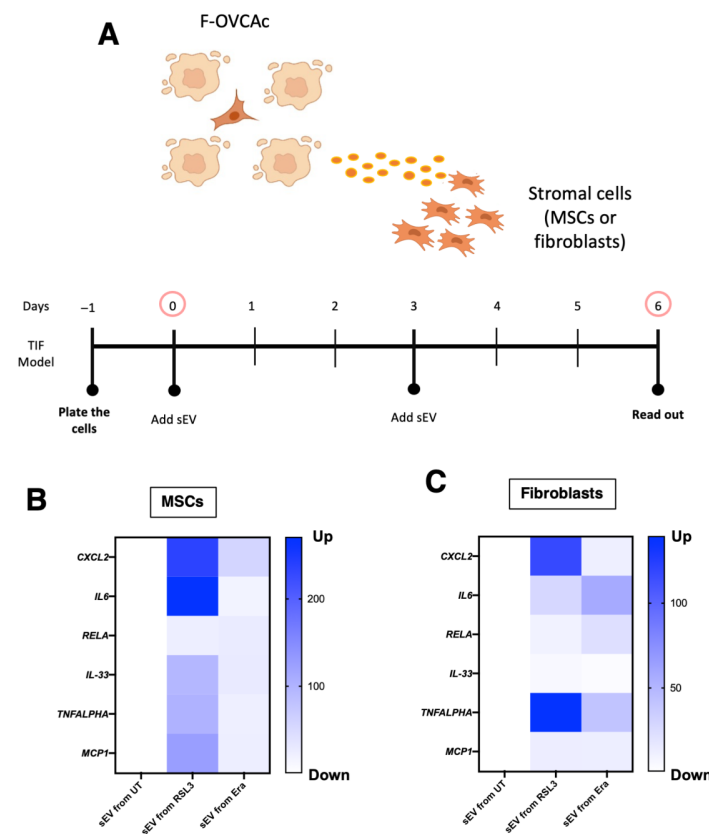 A
F-OVCAc
Stromal cells
(MSCs or
fibroblasts)
Days
–1
0
1
2
3
4
5
6
TIF
Model
Plate the
cells
Add sEV
Add sEV
Read out
B
MSCs
CXCL2
IL6
RELA
IL-33
TNFALPHA
MCP1
sEV from UT
sEV from RSL3
sEV from Era
Up
200
100
Down
C
Fibroblasts
CXCL2
IL6
RELA
IL-33
TNFALPHA
MCP1
sEV from UT
sEV from RSL3
sEV from Era
Up
100
50
Down